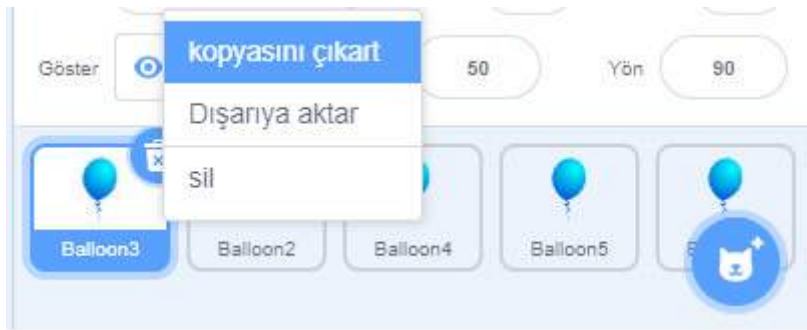 kopyasını çıkart
Göster 50 Yön 90
Dışarıya aktar
sil
Balloon3 Balloon2 Balloon4 Balloon5